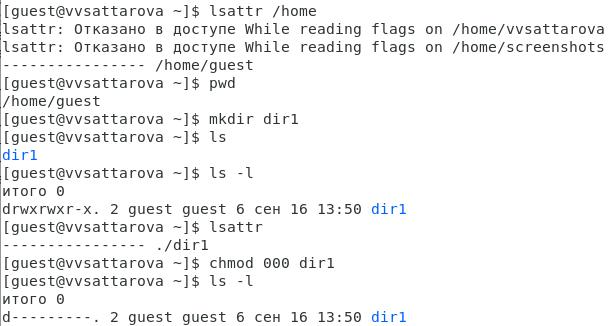 [guest@vvsattarova ~]$ lsattr /home
lsattr: Отказано в доступе While reading flags on /home/vvsattarova
lsattr: Отказано в доступе While reading flags on /home/screenshots
---------------- /home/guest
[guest@vvsattarova ~]$ pwd
/home/guest
[guest@vvsattarova ~]$ mkdir dir1
[guest@vvsattarova ~]$ ls
dir1
[guest@vvsattarova ~]$ ls -l
итого 0
drwxrwxr-x. 2 guest guest 6 сен 16 13:50 dir1
[guest@vvsattarova ~]$ lsattr
---------------- ./dir1
[guest@vvsattarova ~]$ chmod 000 dir1
[guest@vvsattarova ~]$ ls -l
итого 0
d---------. 2 guest guest 6 сен 16 13:50 dir1